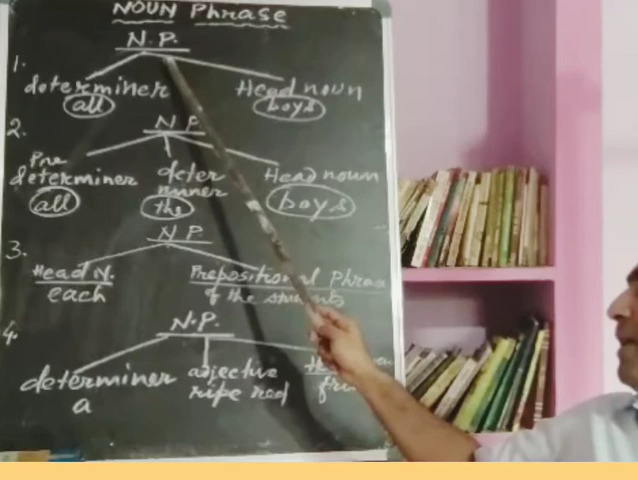 NOUN Phrase
N.P.
1.
determiner Head noun
all boys
2. N P
Pre
determiner deter
miner Head noun
all the boys
3. N P
Head N. Prepositional Phrase
each of the students
4. N.P.
determiner adjective
a ripe red